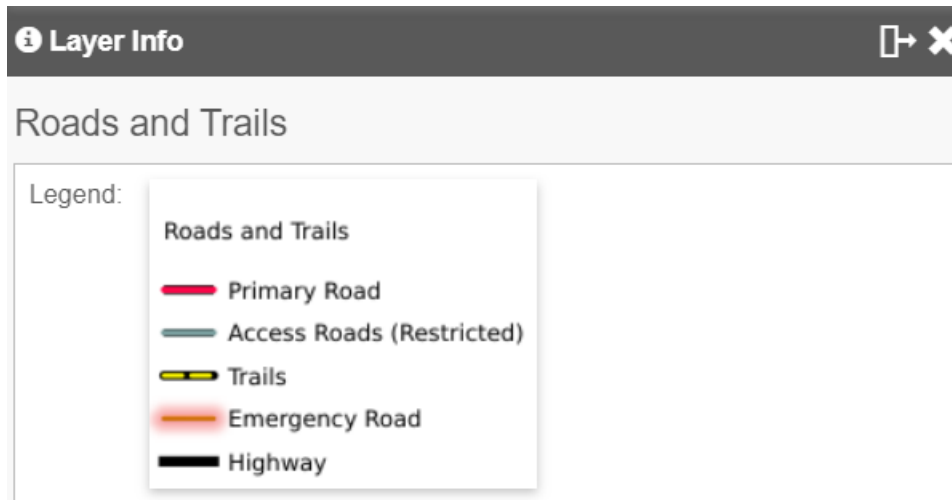 Layer Info
Roads and Trails
Legend:
Roads and Trails
Primary Road
Access Roads (Restricted)
Trails
Emergency Road
Highway